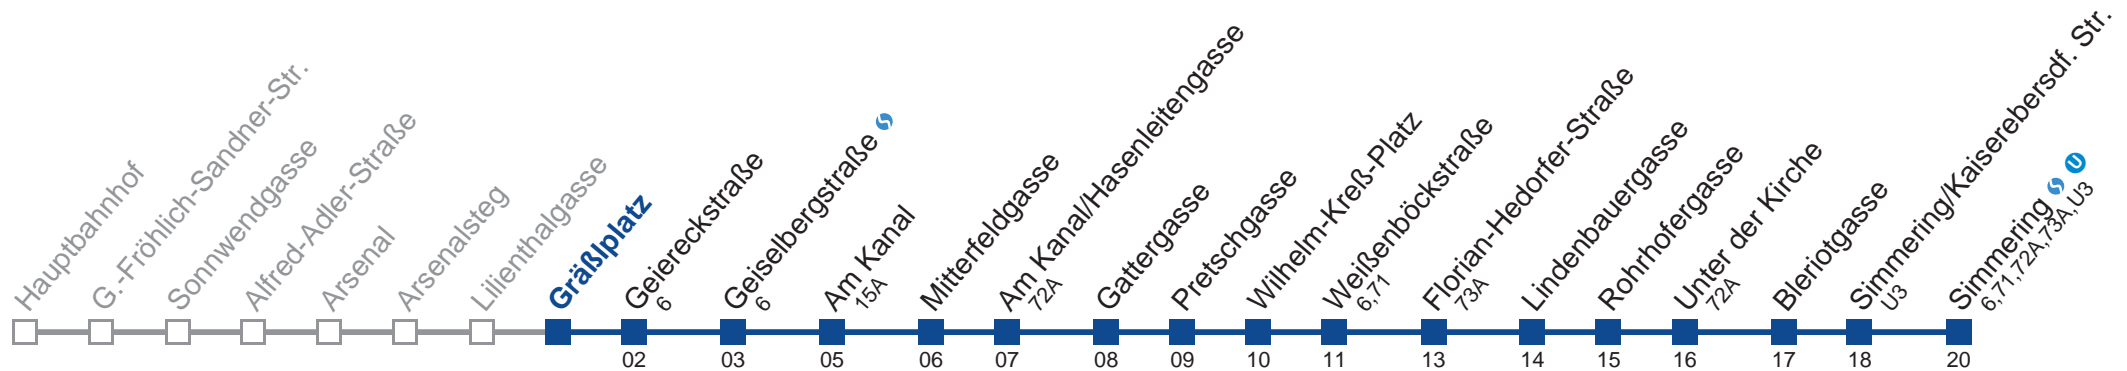 Hauptbahnhof
G.-Fröhlich-Sandner-Str.
Sonnwendgasse
Alfred-Adler-Straße
Arsenal
Arsenalsteg
Lilienthalgasse
Gräßlplatz
Geiereckstraße
6
Geiselbergstraße S
6
Am Kanal
15A
Mitterfeldgasse
Am Kanal/Hasenleitengasse
72A
Gattergasse
Pretschgasse
Wilhelm-Kreß-Platz
Weißenböckstraße
6,71
Florian-Hedorfer-Straße
73A
Lindenbauergasse
Rohrhofergasse
Unter der Kirche
72A
Bleriotgasse
Simmering/Kaiserebersdf. Str.
U3
Simmering S U
6,71,72A,73A,U3
02 03 05 06 07 08 09 10 11 13 14 15 16 17 18 20